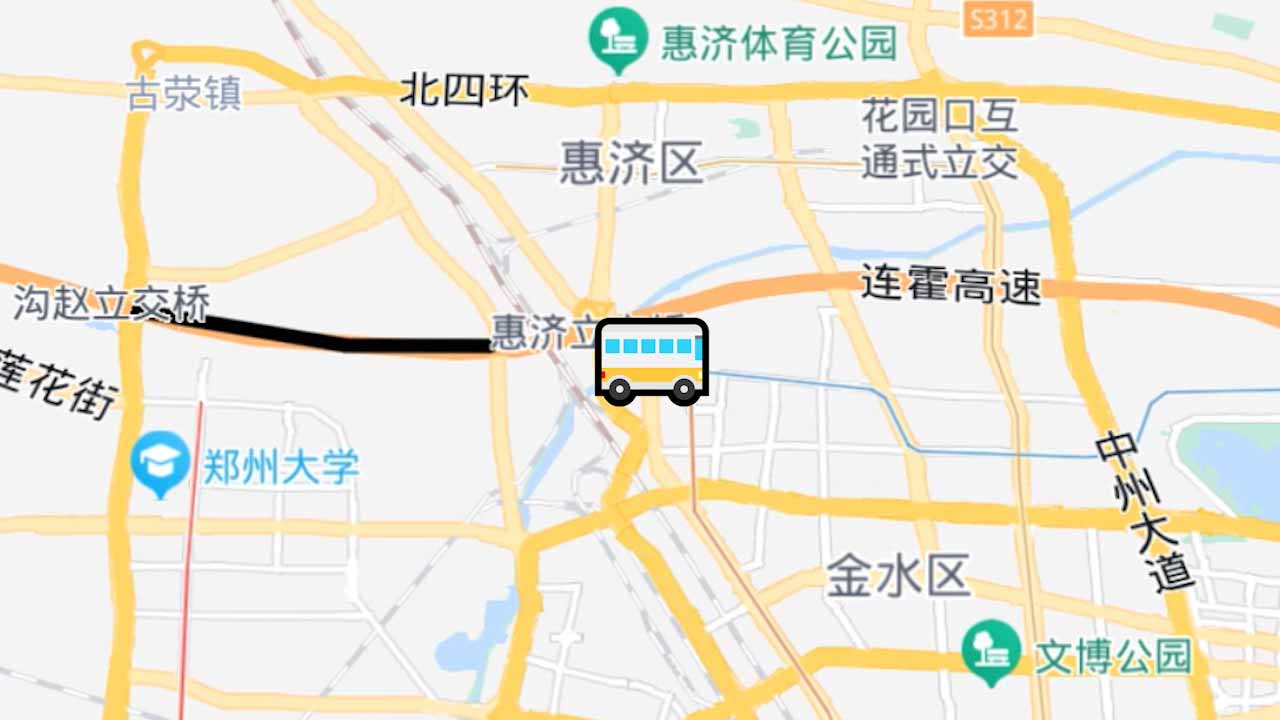 S312
惠济体育公园
古荥镇
北四环
花园口互
通式立交
惠济区
连霍高速
沟赵立交桥
惠济立
莲花街
郑州大学
中州大道
金水区
文博公园